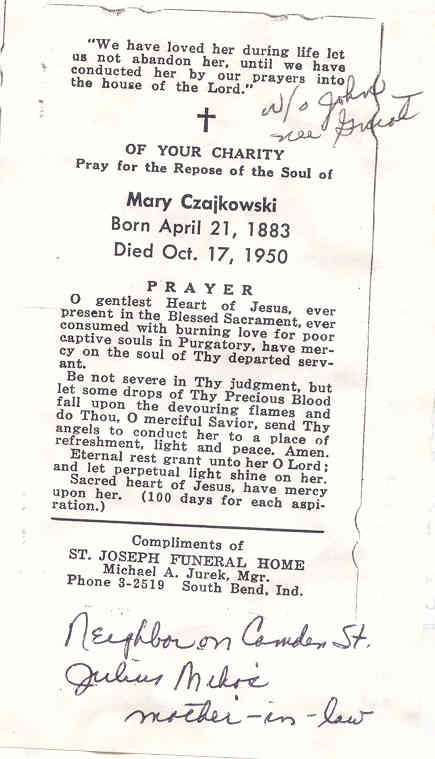 "We have loved her during life let
us not abandon her, until we have
conducted her by our prayers into
the house of the Lord."
w/o John
nee
OF YOUR CHARITY
Pray for the Repose of the Soul of
Mary Czajkowski
Born April 21, 1883
Died Oct. 17, 1950
PRAYER
O gentlest Heart of Jesus, ever
present in the Blessed Sacrament, ever
consumed with burning love for poor
captive souls in Purgatory, have mer-
cy on the soul of Thy departed serv-
ant.
Be not severe in Thy judgment, but
let some drops of Thy Precious Blood
fall upon the devouring flames and
do Thou, O merciful Savior, send Thy
angels to conduct her to a place of
refreshment, light and peace. Amen.
Eternal rest grant unto her O Lord;
and let perpetual light shine on her.
Sacred heart of Jesus, have mercy
upon her. (100 days for each aspi-
ration.)
Compliments of
ST. JOSEPH FUNERAL HOME
Michael A. Jurek, Mgr.
Phone 3-2519 South Bend, Ind.
Neighbor on Camden St.
Julius Miko's
mother-in-law